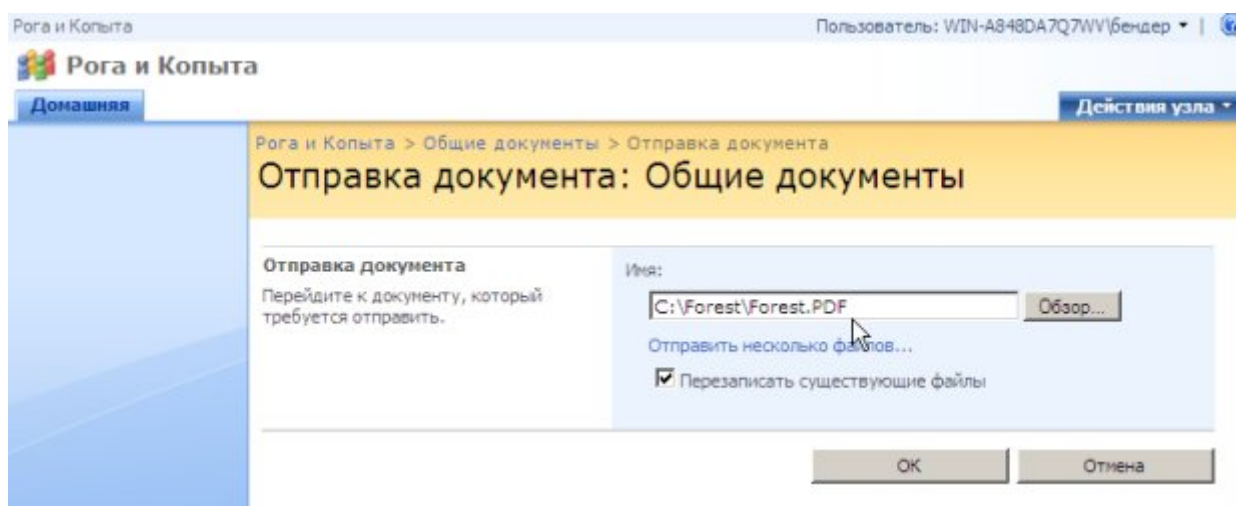 Рога и Копыта
Пользователь: WIN-A848DA7Q7WV\бендер
Рога и Копыта
Домашняя
Действия узла
Рога и Копыта > Общие документы > Отправка документа
Отправка документа: Общие документы
Отправка документа
Перейдите к документу, который
требуется отправить.
Имя:
C:\Forest\Forest.PDF
Обзор...
Отправить несколько файлов...
Перезаписать существующие файлы
ОК
Отмена